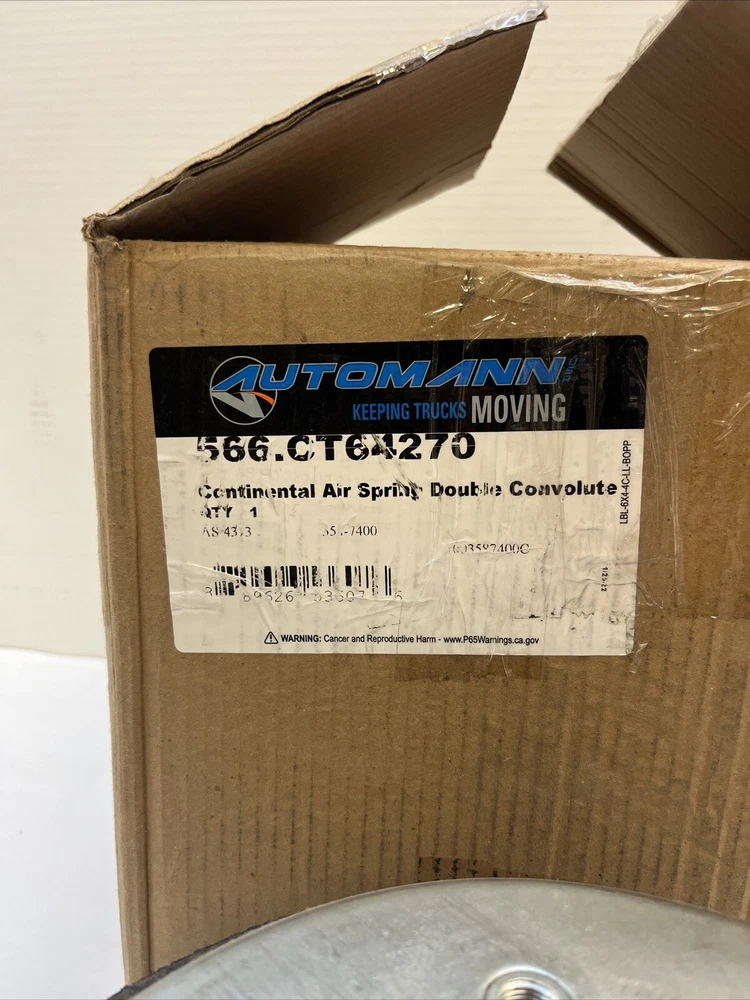 AUTOMANN
KEEPING TRUCKS MOVING
566.CT64270
Continental Air Spring Double Convolute
QTY 1
LBL-6X4-4C-LL-BOPP
WARNING: Cancer and Reproductive Harm - www.P65Warnings.ca.gov